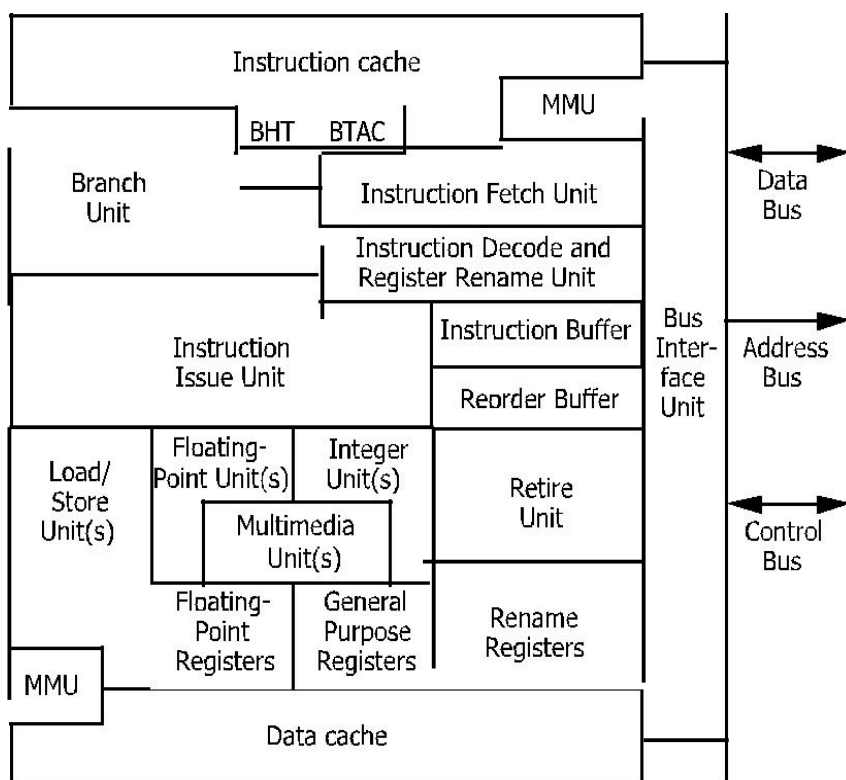 Instruction cache
MMU
BHT
BTAC
Branch
Unit
Instruction Fetch Unit
Data
Bus
Instruction Decode and
Register Rename Unit
Instruction
Issue Unit
Instruction Buffer
Reorder Buffer
Bus
Inter-
face
Unit
Address
Bus
Load/
Store
Unit(s)
Floating-
Point Unit(s)
Integer
Unit(s)
Multimedia
Unit(s)
Retire
Unit
Control
Bus
Floating-
Point
Registers
General
Purpose
Registers
Rename
Registers
MMU
Data cache